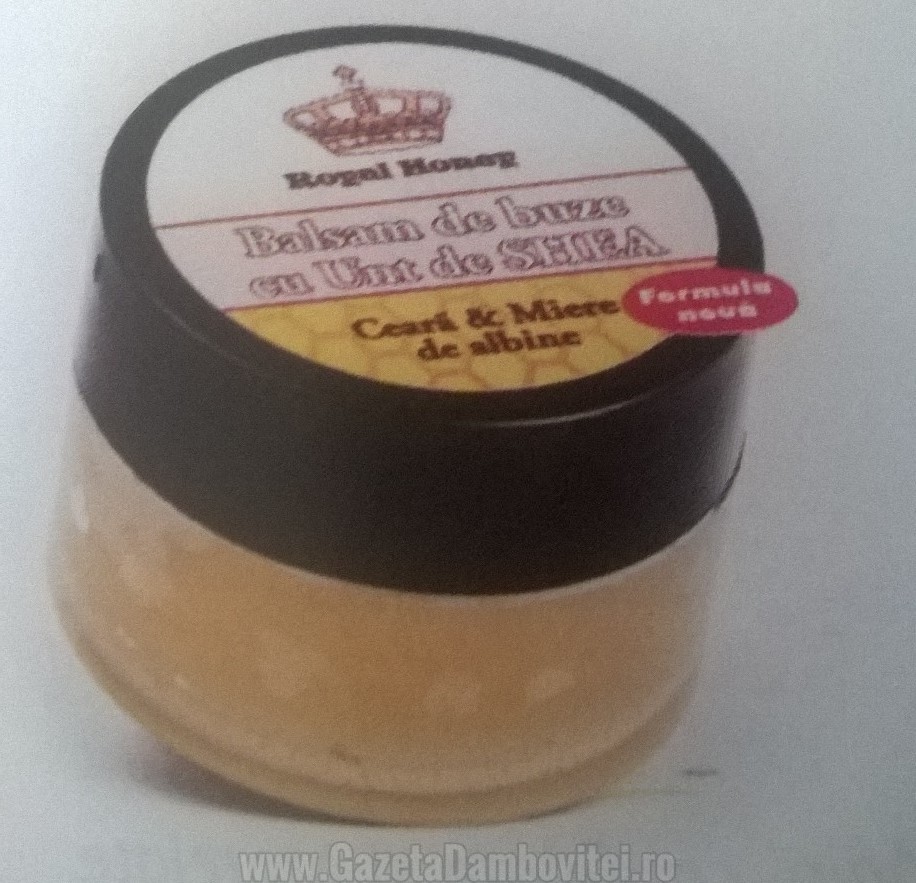 Royal Honey
Balsam de buze
cu Unt de SHEA
Ceară & Miere
de albine
Formula
nouă
www.GazetaDambovitei.ro